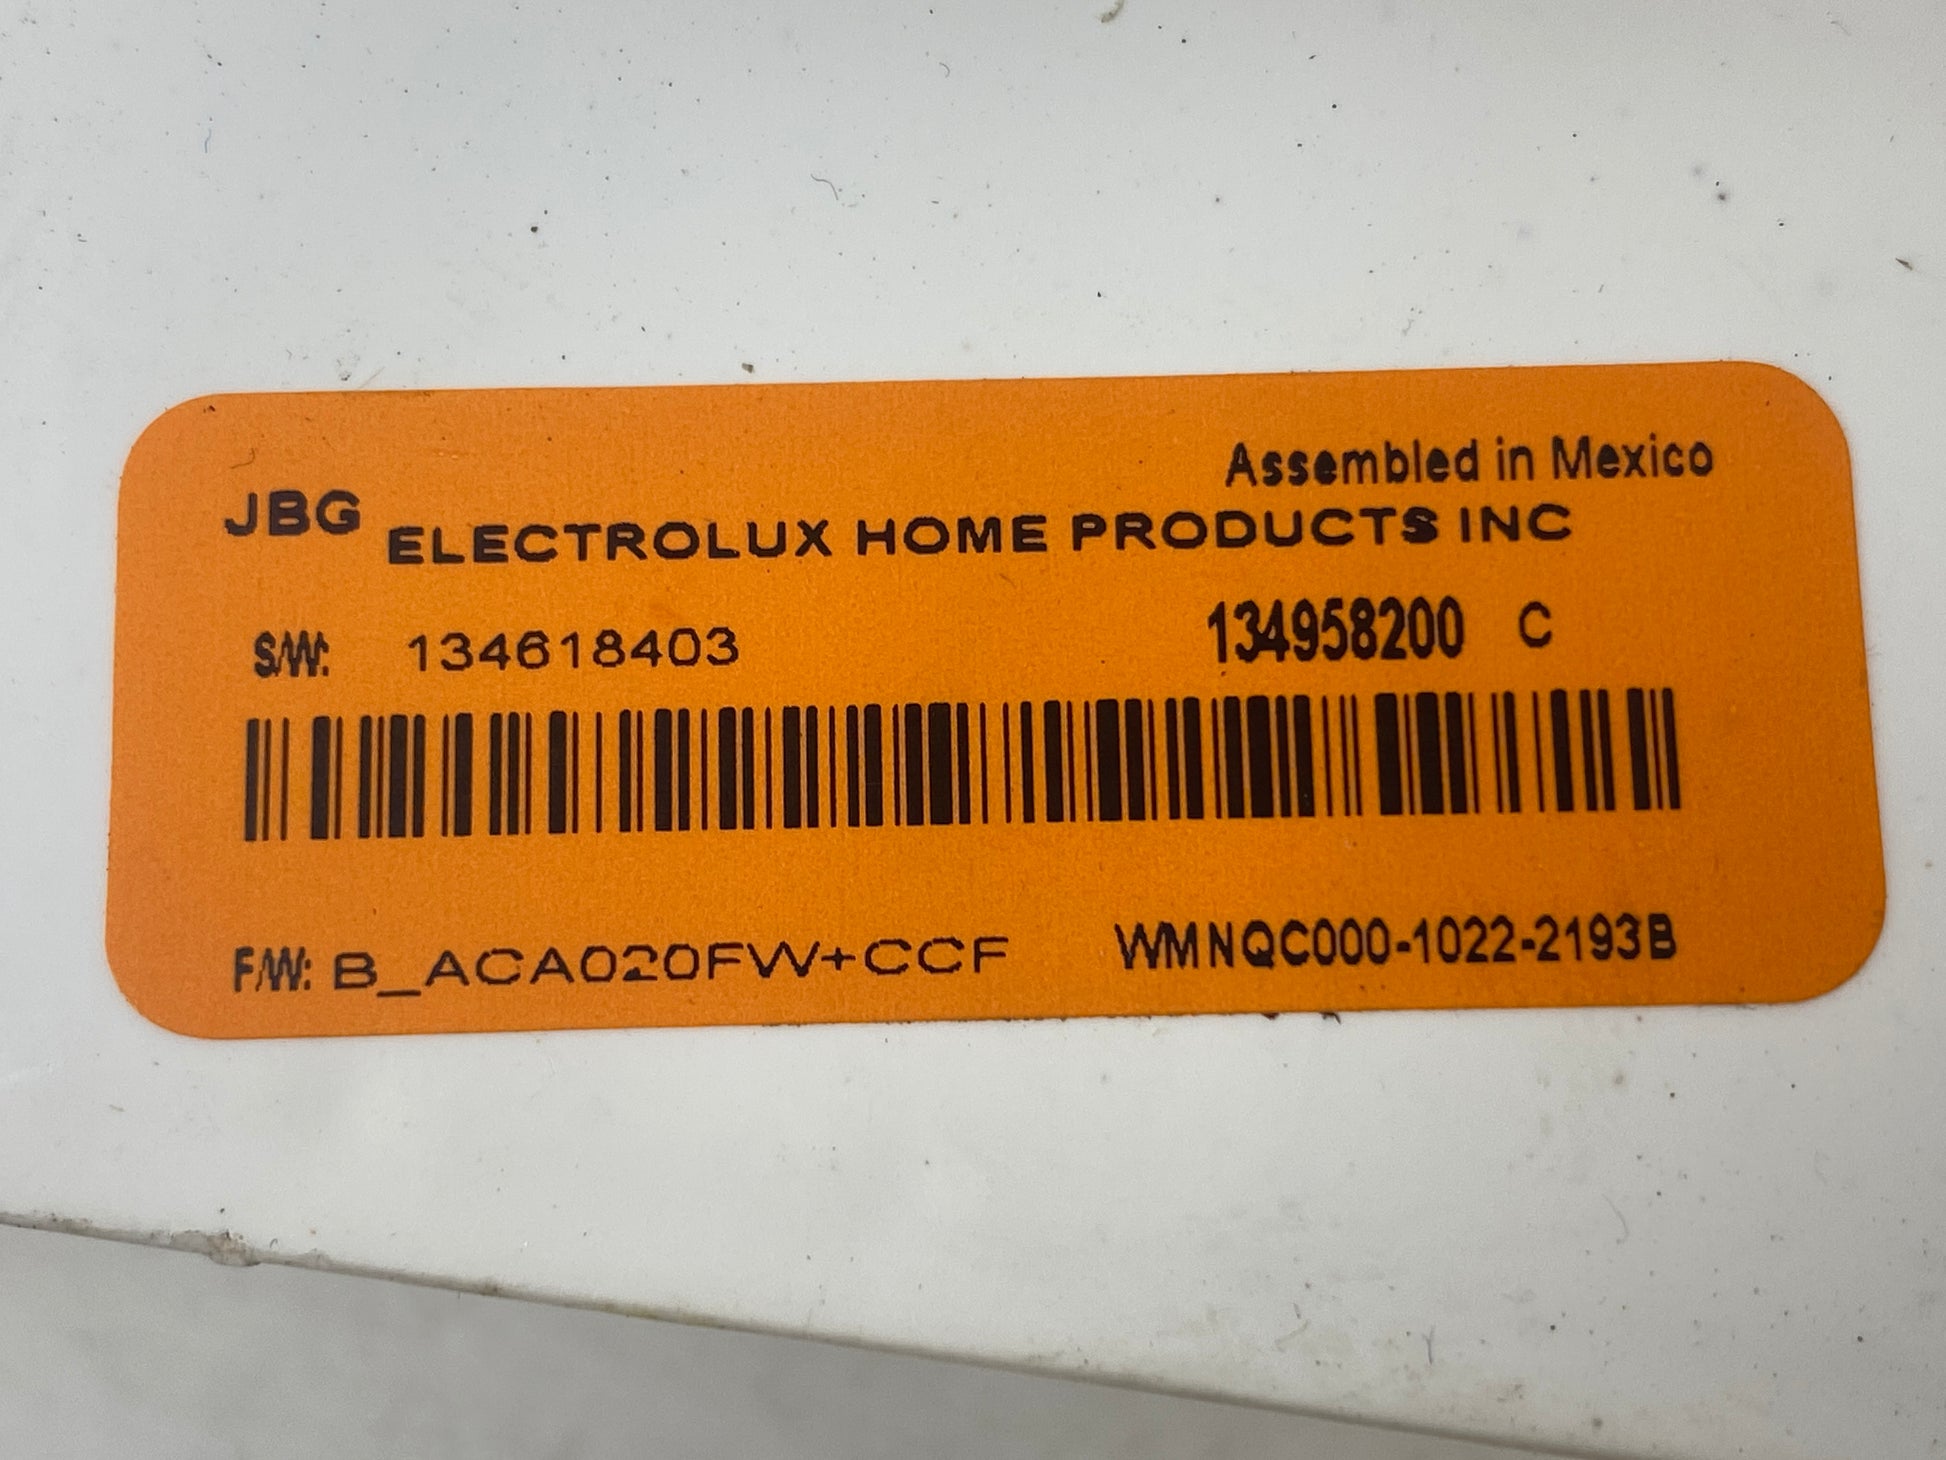 Assembled in Mexico
JBG ELECTROLUX HOME PRODUCTS INC
S/W: 134618403 134958200 C
F/W: B_ACA020FW+CCF WMNQC000-1022-2193B